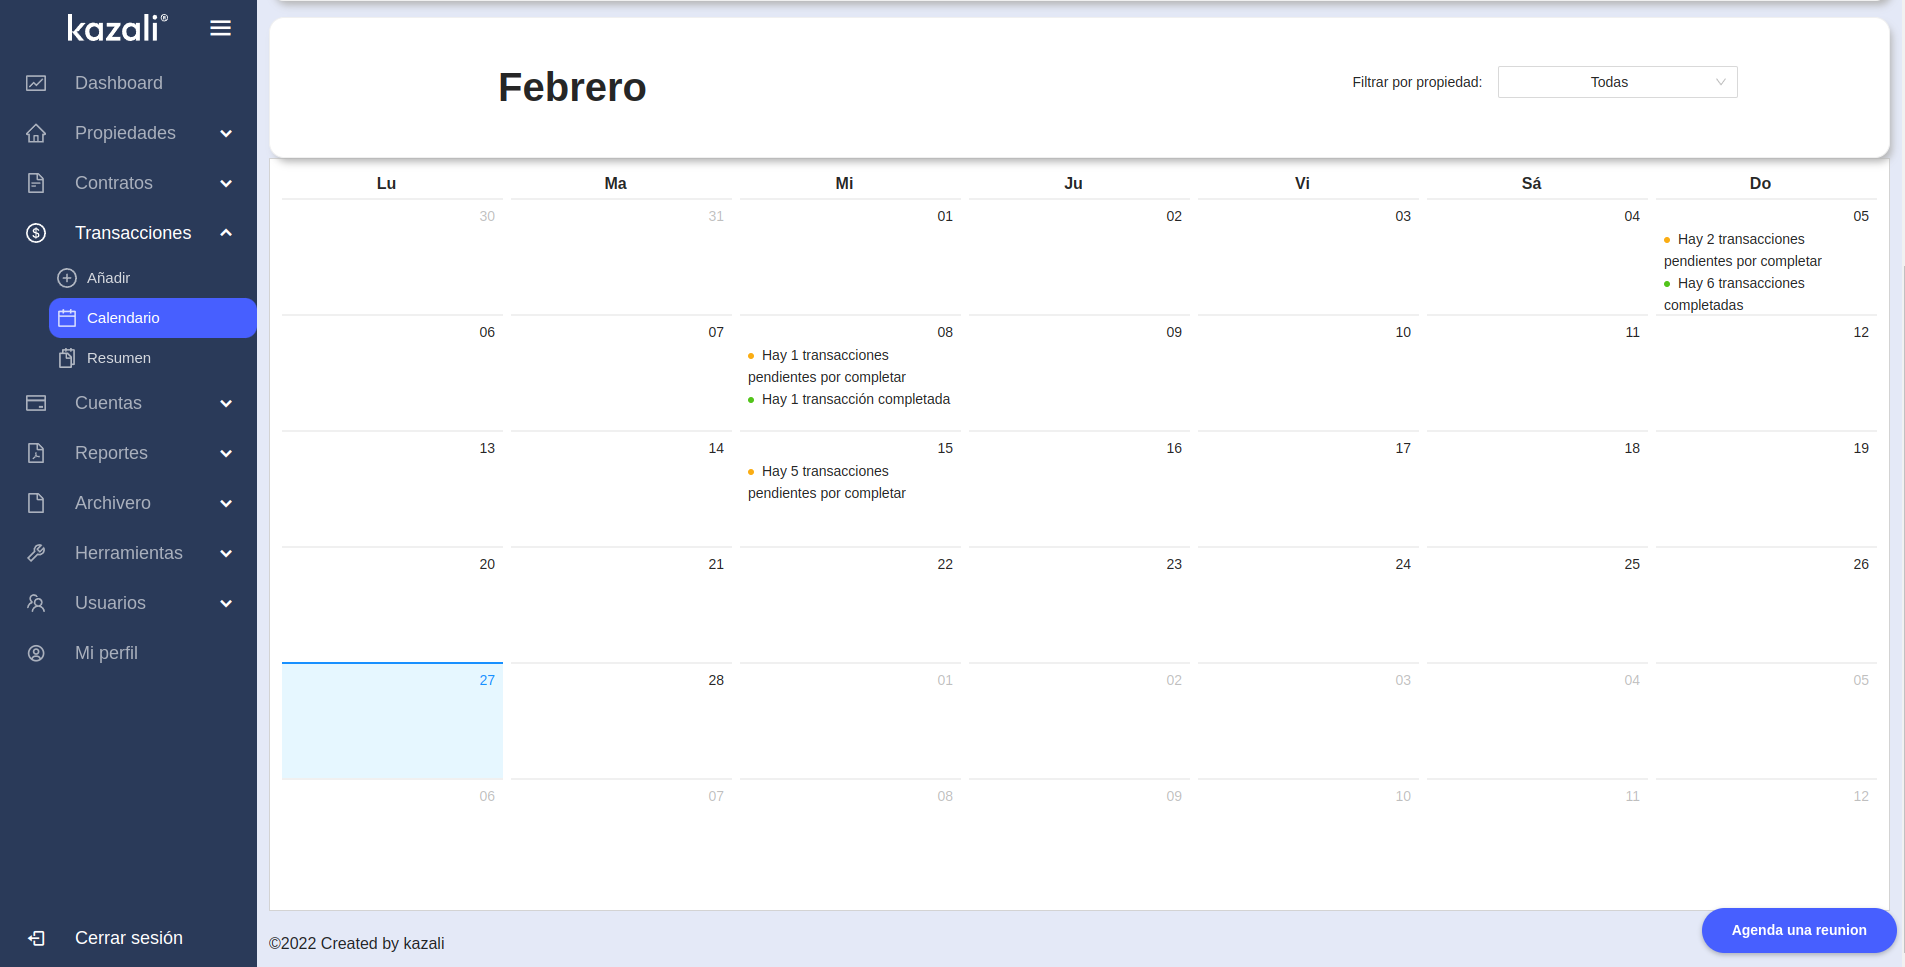 kazali®
Dashboard
Propiedades
Contratos
Transacciones
Añadir
Calendario
Resumen
Cuentas
Reportes
Archivero
Herramientas
Usuarios
Mi perfil
Cerrar sesión
Febrero
Filtrar por propiedad: Todas
Lu Ma Mi Ju Vi Sá Do
30 31 01 02 03 04 05
Hay 2 transacciones
pendientes por completar
Hay 6 transacciones
completadas
06 07 08 09 10 11 12
Hay 1 transacciones
pendientes por completar
Hay 1 transacción completada
13 14 15 16 17 18 19
Hay 5 transacciones
pendientes por completar
20 21 22 23 24 25 26
27 28 01 02 03 04 05
06 07 08 09 10 11 12
©2022 Created by kazali
Agenda una reunion